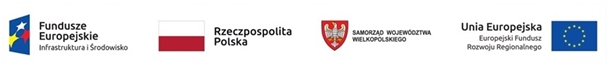 Fundusze
Europejskie
Infrastruktura i Środowisko
Rzeczpospolita
Polska
SAMORZĄD WOJEWÓDZTWA
WIELKOPOLSKIEGO
Unia Europejska
Europejski Fundusz
Rozwoju Regionalnego